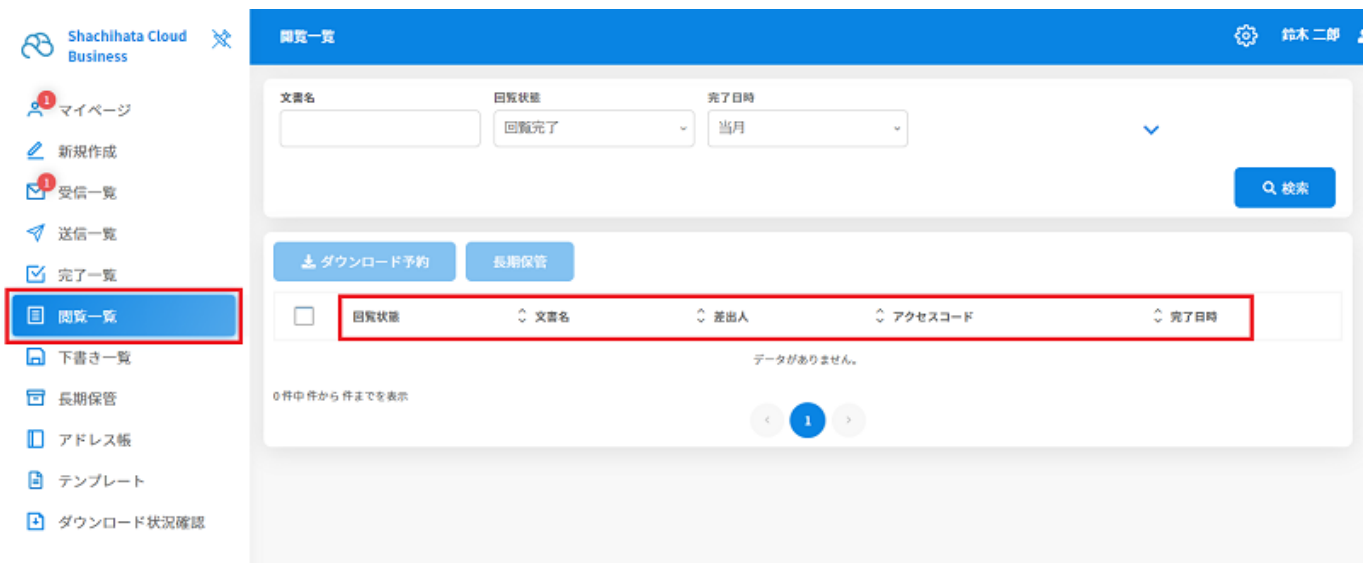 Shachihata Cloud
Business
1
マイページ
新規作成
1
受信一覧
送信一覧
完了一覧
閲覧一覧
下書き一覧
長期保管
アドレス帳
テンプレート
ダウンロード状況確認
閲覧一覧
鈴木 二郎
文書名 回覧状態 完了日時
回覧完了 当月
検索
ダウンロード予約 長期保管
回覧状態 文書名 差出人 アクセスコード 完了日時
データがありません。
0 件中 件から 件までを表示
1